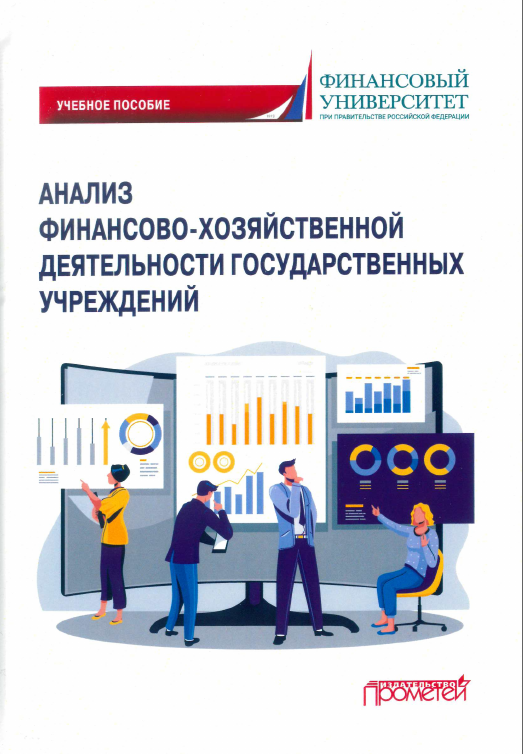 УЧЕБНОЕ ПОСОБИЕ
ФИНАНСОВЫЙ
УНИВЕРСИТЕТ
ПРИ ПРАВИТЕЛЬСТВЕ РОССИЙСКОЙ ФЕДЕРАЦИИ
АНАЛИЗ
ФИНАНСОВО-ХОЗЯЙСТВЕННОЙ
ДЕЯТЕЛЬНОСТИ ГОСУДАРСТВЕННЫХ
УЧРЕЖДЕНИЙ
ИЗДАТЕЛЬСТВО
ПРОМЕТЕЙ